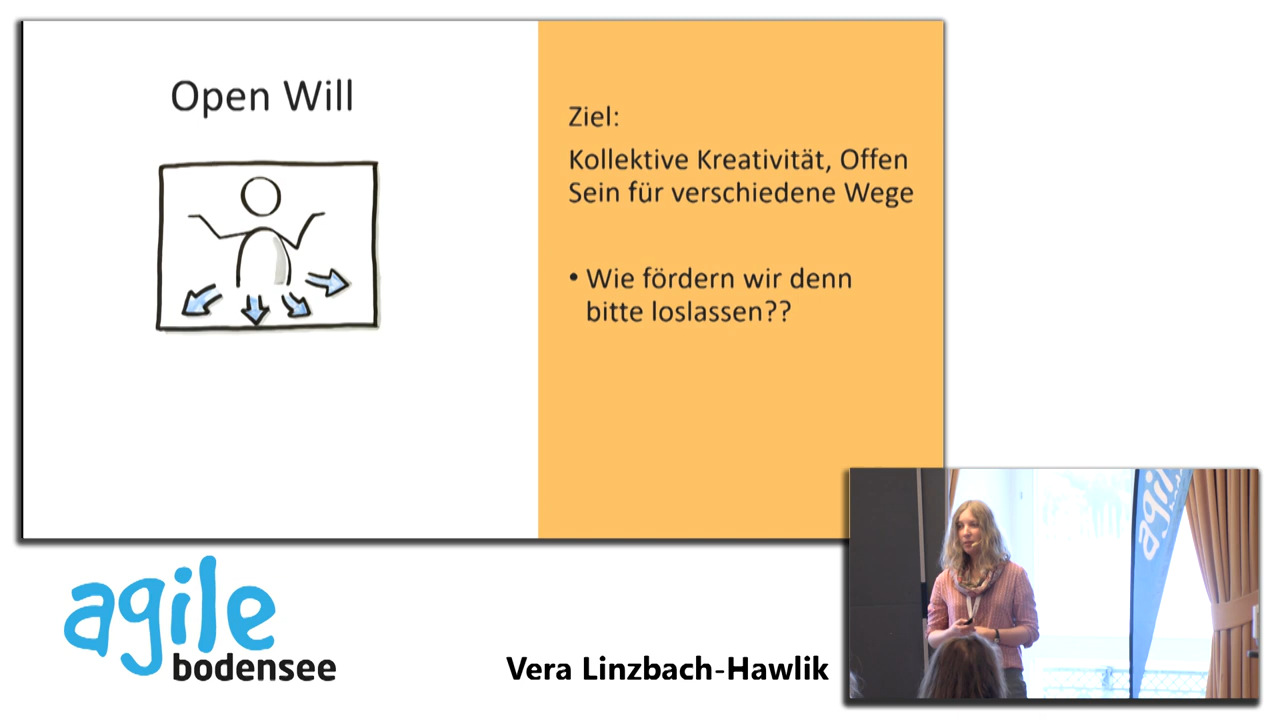 Open Will
Ziel:
Kollektive Kreativität, Offen
Sein für verschiedene Wege
• Wie fördern wir denn
bitte loslassen??
agile
bodensee
Vera Linzbach-Hawlik
agile